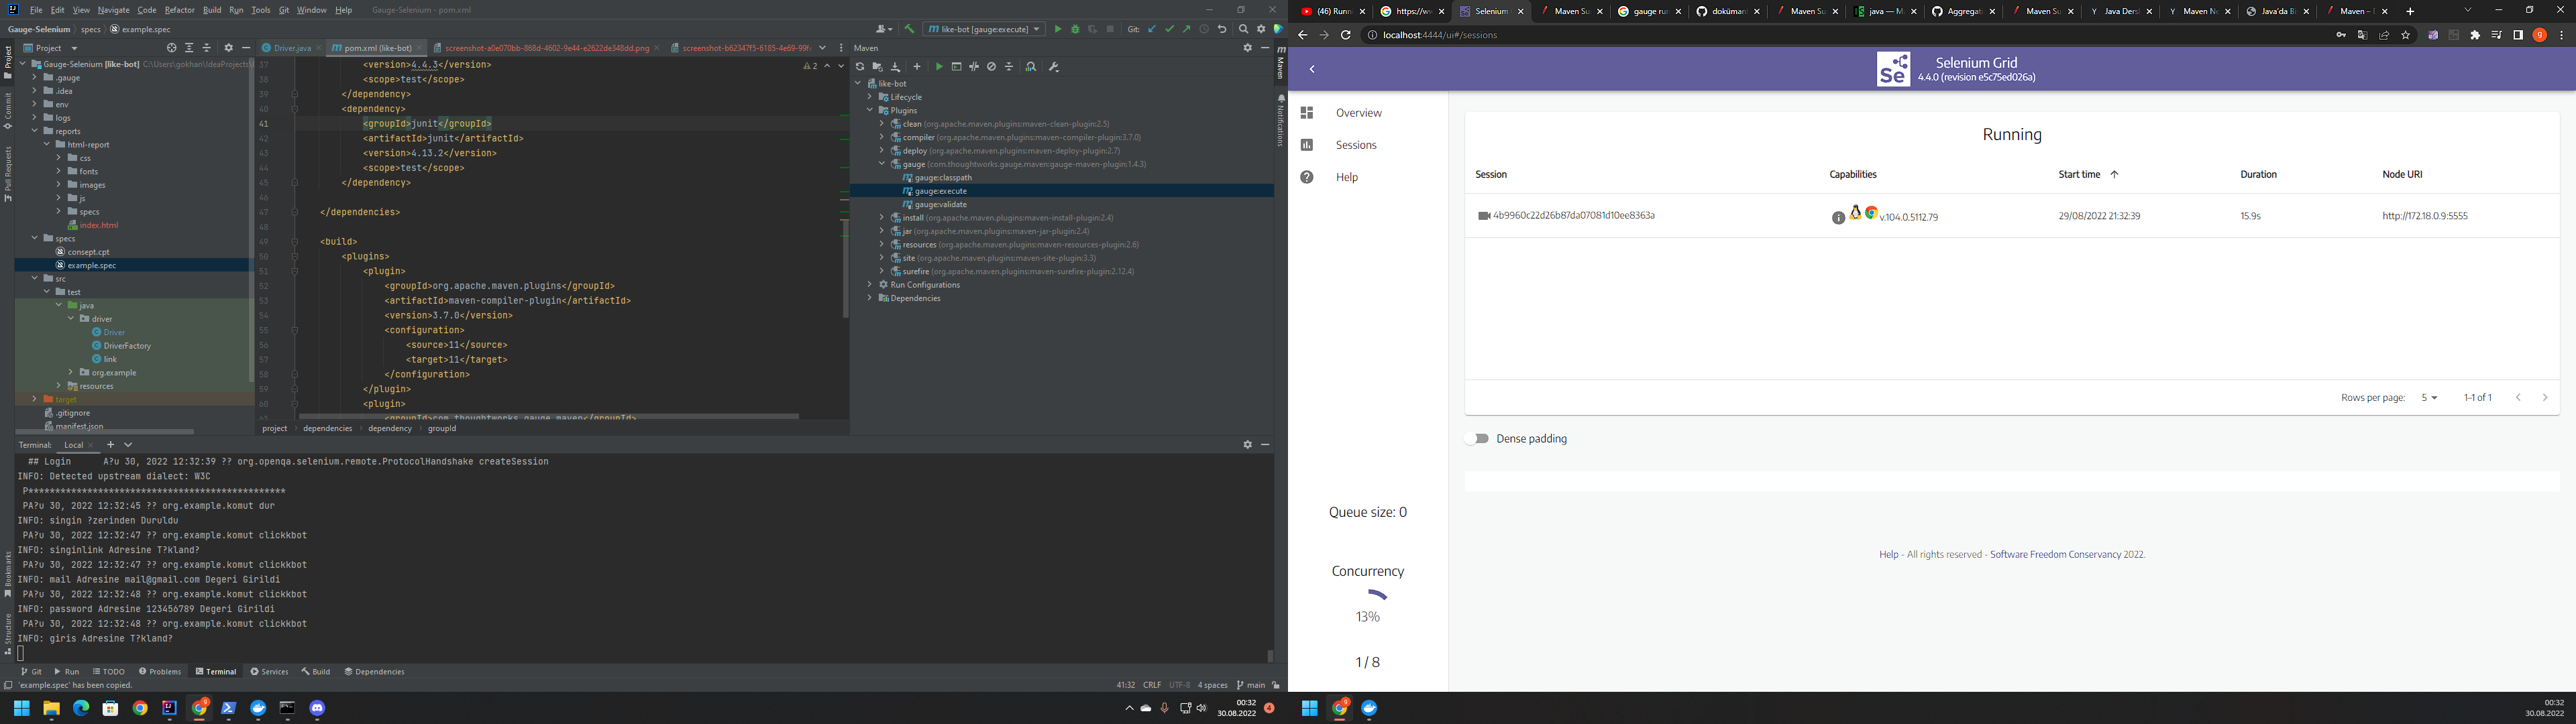 File Edit View Navigate Code Refactor Build Run Tools Git Window Help Gauge-Selenium - pom.xml
Gauge-Selenium specs example.spec
like-bot [gauge:execute] Git:
Project
Gauge-Selenium [like-bot] C:\Users\gokhan\IdeaProjects
.gauge
.idea
env
logs
reports
html-report
css
fonts
images
js
specs
index.html
specs
consept.cpt
example.spec
src
test
java
driver
Driver
DriverFactory
link
org.example
resources
target
.gitignore
manifest.json
Project
Commit
Pull Requests
Bookmarks
Structure
Driver.java pom.xml (like-bot) screenshot-a0e070bb-868d-4602-9e44-e2622de348dd.png screenshot-b62347f5-6185-4e69-99f
2
37 <version>4.4.3</version>
38 <scope>test</scope>
39 </dependency>
40 <dependency>
41 <groupId>junit</groupId>
42 <artifactId>junit</artifactId>
43 <version>4.13.2</version>
44 <scope>test</scope>
45 </dependency>
46
47 </dependencies>
48
49 <build>
50 <plugins>
51 <plugin>
52 <groupId>org.apache.maven.plugins</groupId>
53 <artifactId>maven-compiler-plugin</artifactId>
54 <version>3.7.0</version>
55 <configuration>
56 <source>11</source>
57 <target>11</target>
58 </configuration>
59 </plugin>
60 <plugin>
61 <groupId>com.thoughtworks.gauge.maven</groupId>
project dependencies dependency groupId
Maven
like-bot
Lifecycle
Plugins
clean (org.apache.maven.plugins:maven-clean-plugin:2.5)
compiler (org.apache.maven.plugins:maven-compiler-plugin:3.7.0)
deploy (org.apache.maven.plugins:maven-deploy-plugin:2.7)
gauge (com.thoughtworks.gauge.maven:gauge-maven-plugin:1.4.3)
gauge:classpath
gauge:execute
gauge:validate
install (org.apache.maven.plugins:maven-install-plugin:2.4)
jar (org.apache.maven.plugins:maven-jar-plugin:2.4)
resources (org.apache.maven.plugins:maven-resources-plugin:2.6)
site (org.apache.maven.plugins:maven-site-plugin:3.3)
surefire (org.apache.maven.plugins:maven-surefire-plugin:2.12.4)
Run Configurations
Dependencies
Maven
Notifications
Terminal: Local
## Login A?u 30, 2022 12:32:39 ?? org.openqa.selenium.remote.ProtocolHandshake createSession
INFO: Detected upstream dialect: W3C
P************************************************
PA?u 30, 2022 12:32:45 ?? org.example.komut dur
INFO: singin ?zerinden Duruldu
PA?u 30, 2022 12:32:47 ?? org.example.komut clickkbot
INFO: singinlink Adresine T?kland?
PA?u 30, 2022 12:32:47 ?? org.example.komut clickkbot
INFO: mail Adresine mail@gmail.com Degeri Girildi
PA?u 30, 2022 12:32:48 ?? org.example.komut clickkbot
INFO: password Adresine 123456789 Degeri Girildi
PA?u 30, 2022 12:32:48 ?? org.example.komut clickkbot
INFO: giris Adresine T?kland?
Git Run TODO Problems Terminal Services Build Dependencies
'example.spec' has been copied. 41:32 CRLF UTF-8 4 spaces main
00:32
30.08.2022
4
(46) Runn https://ww Selenium Maven Su gauge run doküman Maven Su java — M Aggregat Maven Su Java Dersl Maven Ne Java'da Bi Maven – 
localhost:4444/ui#/sessions
Selenium Grid
4.4.0 (revision e5c75ed026a)
Overview
Sessions
Help
Running
Session Capabilities Start time Duration Node URI
4b9960c22d26b87da07081d10ee8363a v.104.0.5112.79 29/08/2022 21:32:39 15.9s http://172.18.0.9:5555
Rows per page: 5 1–1 of 1
Dense padding
Queue size: 0
Concurrency
13%
1 / 8
Help - All rights reserved - Software Freedom Conservancy 2022.
00:32
30.08.2022